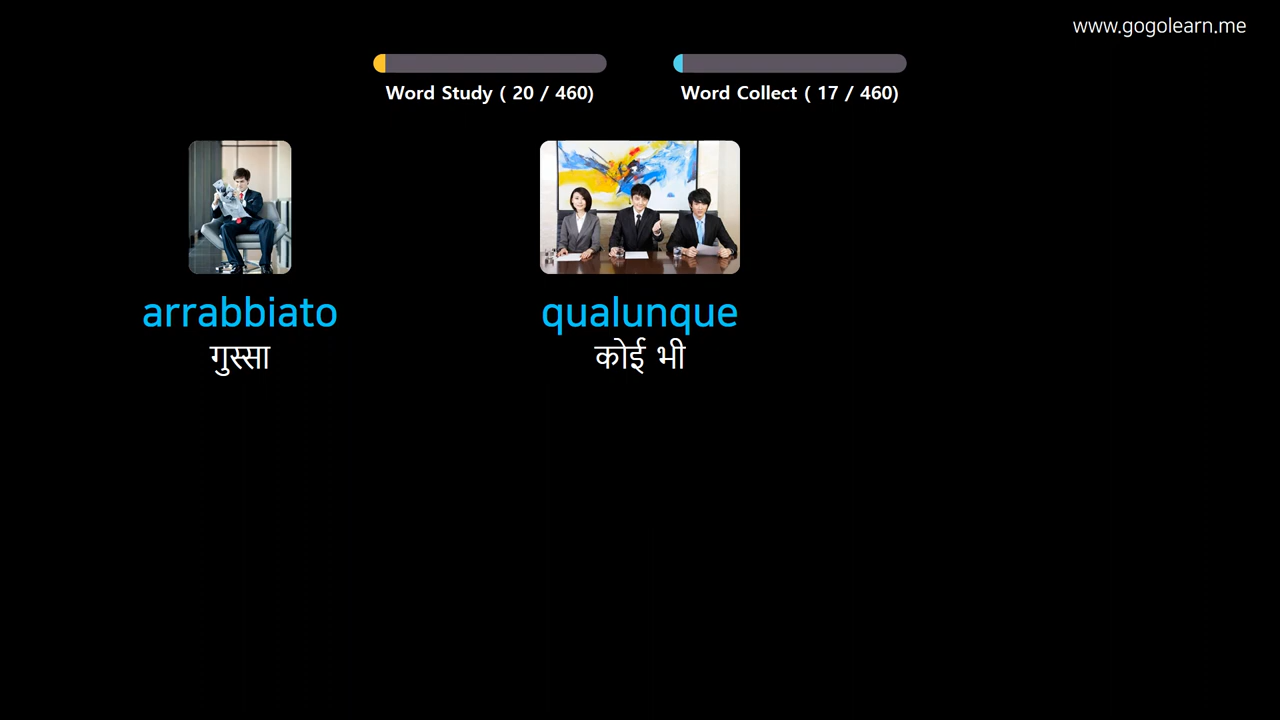 www.gogolearn.me
Word Study ( 20 / 460)
Word Collect ( 17 / 460)
arrabbiato
गुस्सा
qualunque
कोई भी